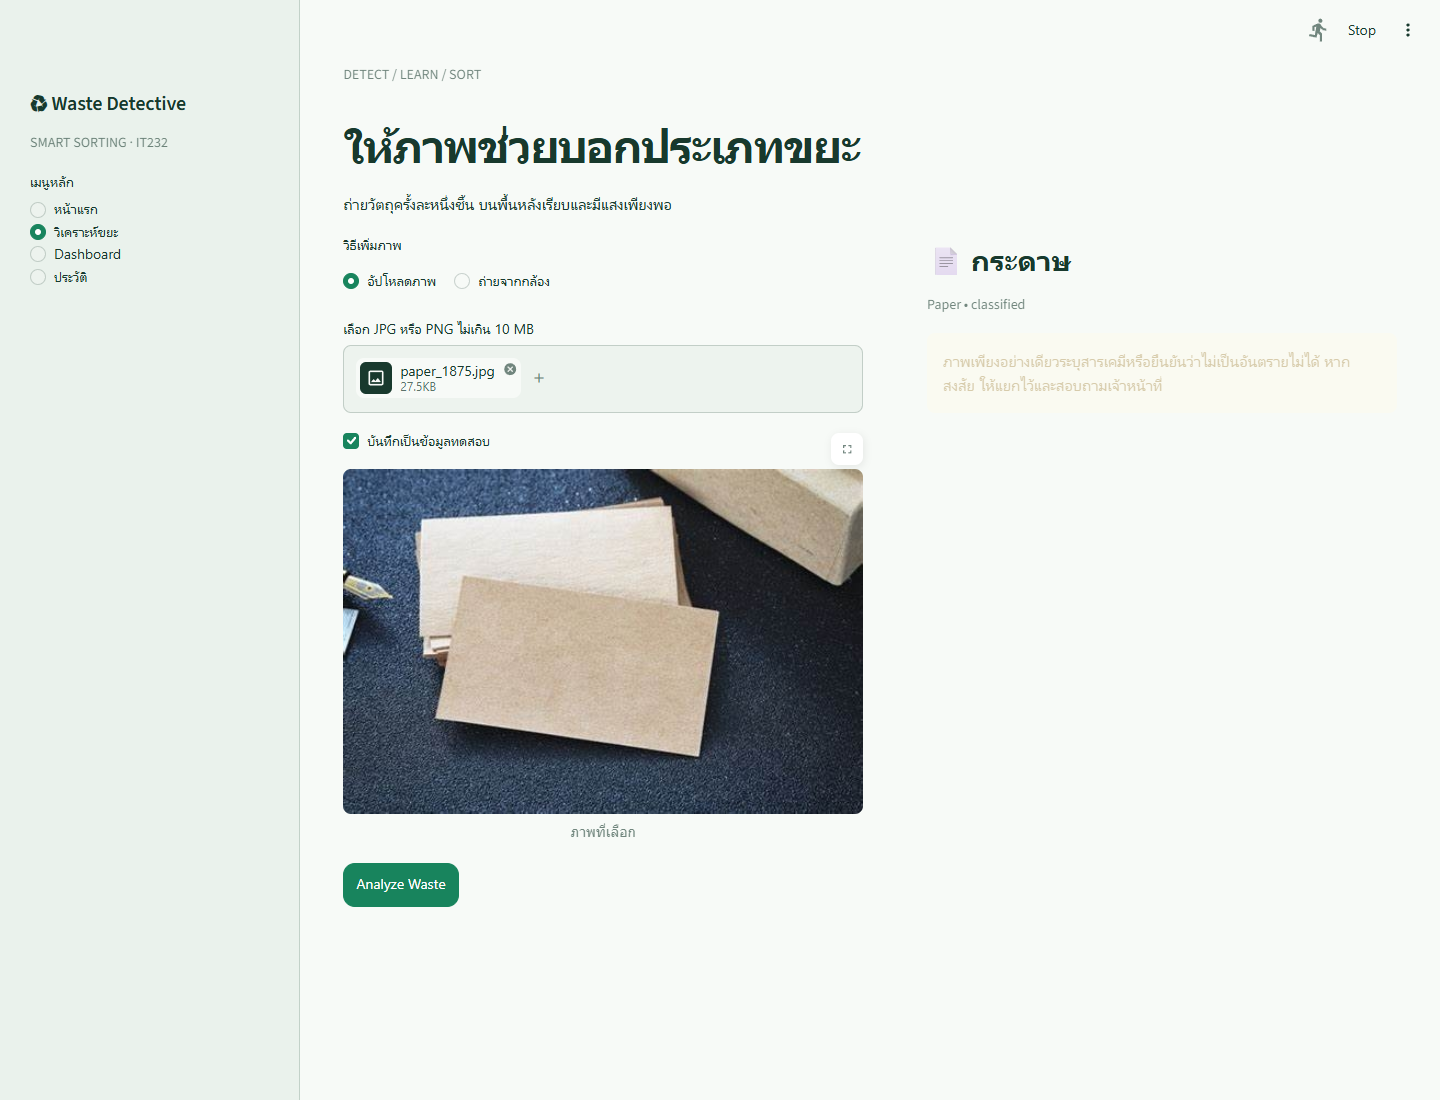 Stop
♻ Waste Detective
SMART SORTING · IT232
เมนูหลัก
หน้าแรก
วิเคราะห์ขยะ
Dashboard
ประวัติ
DETECT / LEARN / SORT
ให้ภาพช่วยบอกประเภทขยะ
ถ่ายวัตถุครั้งละหนึ่งชิ้น บนพื้นหลังเรียบและมีแสงเพียงพอ
วิธีเพิ่มภาพ
อัปโหลดภาพ
ถ่ายจากกล้อง
เลือก JPG หรือ PNG ไม่เกิน 10 MB
paper_1875.jpg
27.5KB
บันทึกเป็นข้อมูลทดสอบ
ภาพที่เลือก
Analyze Waste
กระดาษ
Paper • classified
ภาพเพียงอย่างเดียวระบุสารเคมีหรือยืนยันว่าไม่เป็นอันตรายไม่ได้ หาก
สงสัย ให้แยกไว้และสอบถามเจ้าหน้าที่